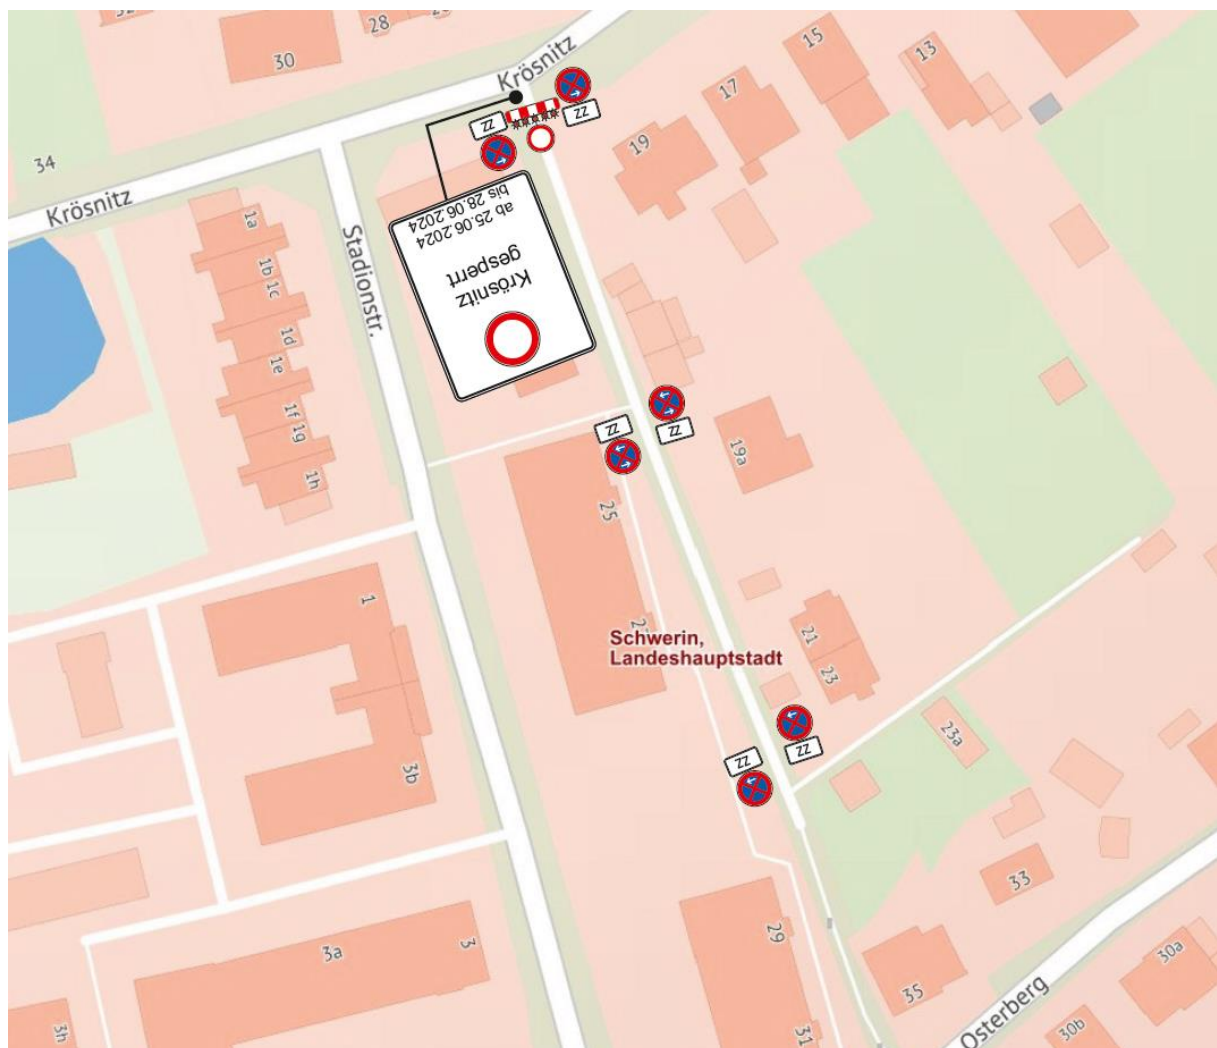 32
28
30
Krösnitz
15
13
17
19
34
Krösnitz
ZZ
ZZ
Stadionstr.
1a
1b
1c
1d
1e
1f
1g
1h
Krösnitz
gesperrt
ab 25.06.2024
bis 28.06.2024
ZZ
ZZ
19a
25
1
21
23
Schwerin,
Landeshauptstadt
ZZ
ZZ
23a
3b
33
29
3
3a
35
30a
Osterberg
30b
31
3h